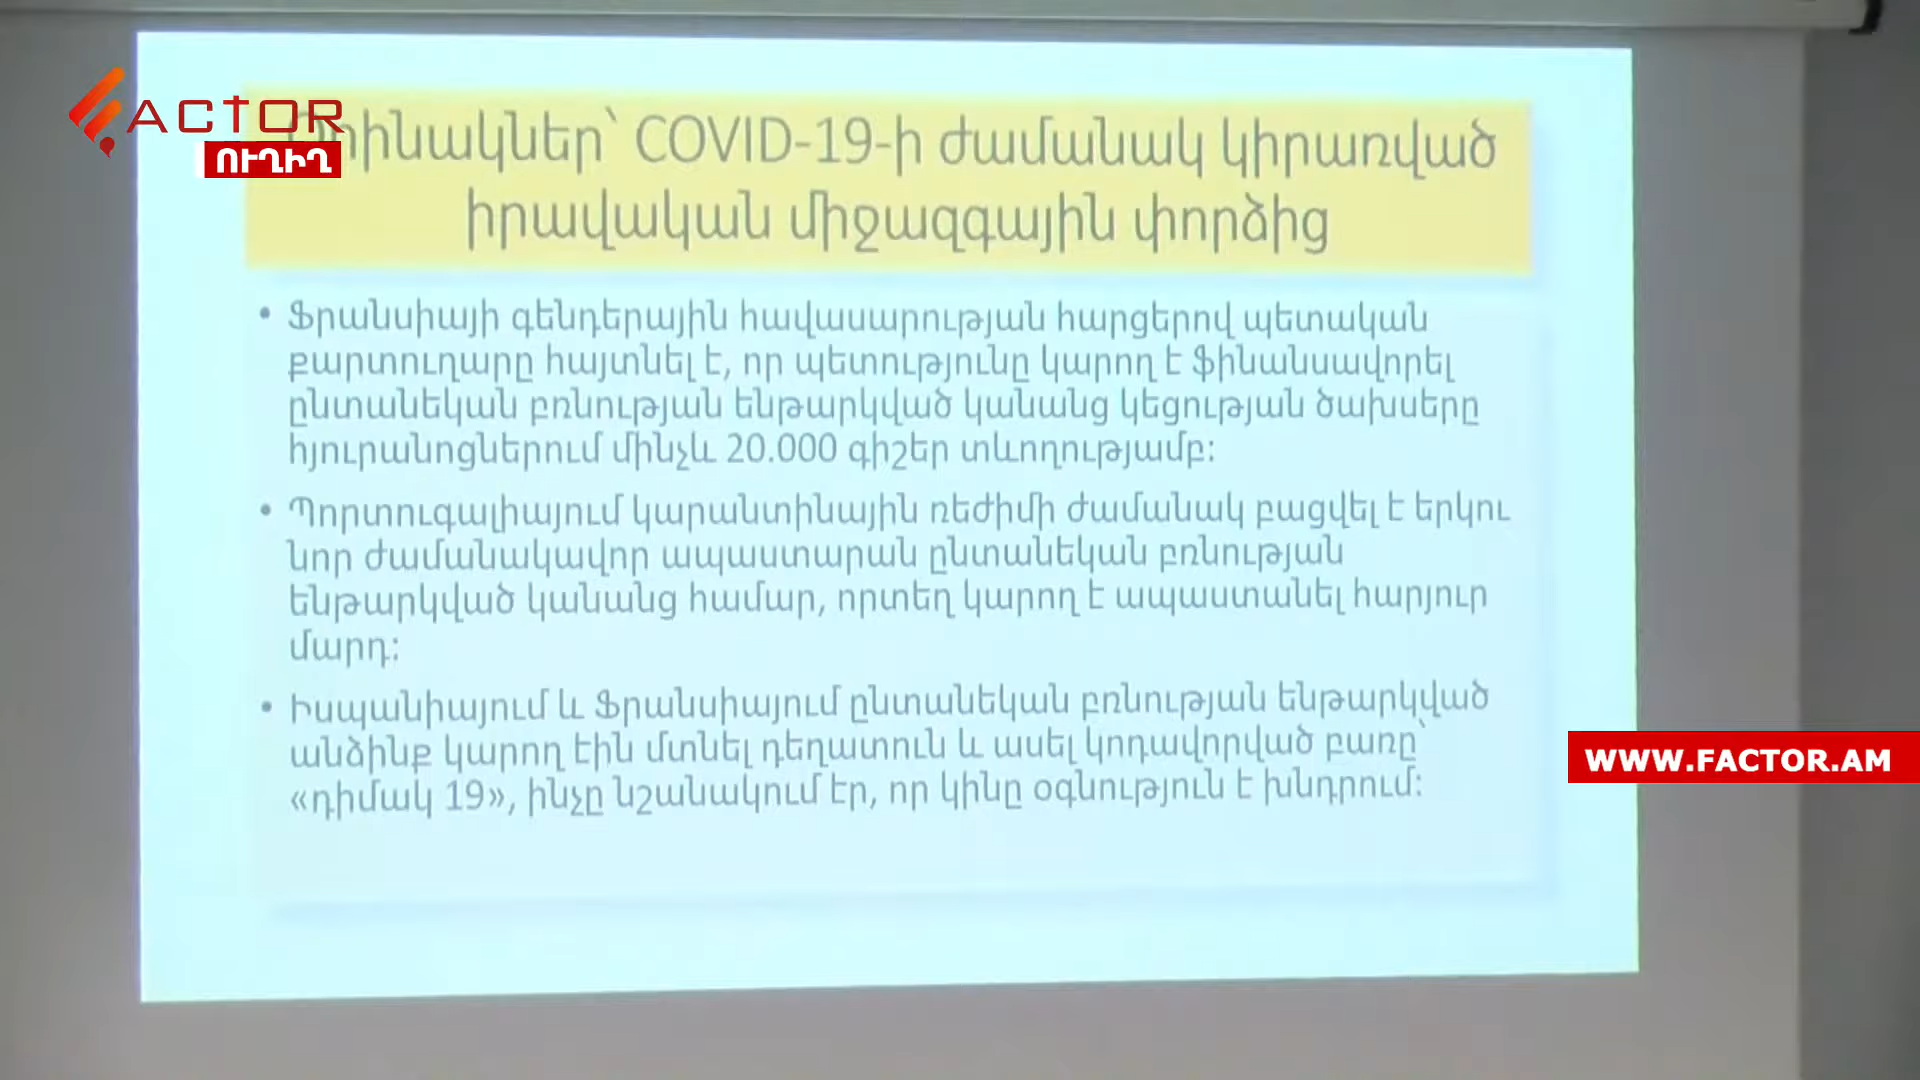 ACTOR
ՈՒՂԻՂ
COVID-19-ի ժամանակ կիրառված
իրավական միջազգային փորձից
• Ֆրանսիայի գենդերային հավասարության հարցերով պետական
քարտուղարը հայտնել է, որ պետությունը կարող է ֆինանսավորել
ընտանեկան բռնության ենթարկված կանանց կեցության ծախսերը
հյուրանոցներում մինչև 20.000 գիշեր տևողությամբ:
• Պորտուգալիայում կարանտինային ռեժիմի ժամանակ բացվել է երկու
նոր ժամանակավոր ապաստարան ընտանեկան բռնության
ենթարկված կանանց համար, որտեղ կարող է ապաստանել հարյուր
մարդ:
• Իսպանիայում և Ֆրանսիայում ընտանեկան բռնության ենթարկված
անձինք կարող էին մտնել դեղատուն և ասել կոդավորված բառը՝
«դիմակ 19», ինչը նշանակում էր, որ կինը օգնություն է խնդրում:
WWW.FACTOR.AM